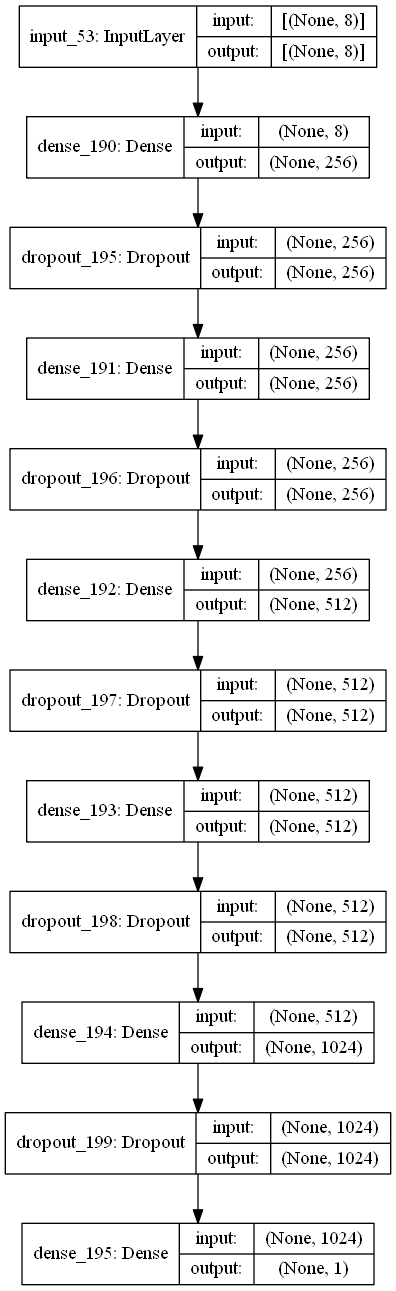 input_53: InputLayer
input:
[(None, 8)]
output:
[(None, 8)]
dense_190: Dense
input:
(None, 8)
output:
(None, 256)
dropout_195: Dropout
input:
(None, 256)
output:
(None, 256)
dense_191: Dense
input:
(None, 256)
output:
(None, 256)
dropout_196: Dropout
input:
(None, 256)
output:
(None, 256)
dense_192: Dense
input:
(None, 256)
output:
(None, 512)
dropout_197: Dropout
input:
(None, 512)
output:
(None, 512)
dense_193: Dense
input:
(None, 512)
output:
(None, 512)
dropout_198: Dropout
input:
(None, 512)
output:
(None, 512)
dense_194: Dense
input:
(None, 512)
output:
(None, 1024)
dropout_199: Dropout
input:
(None, 1024)
output:
(None, 1024)
dense_195: Dense
input:
(None, 1024)
output:
(None, 1)